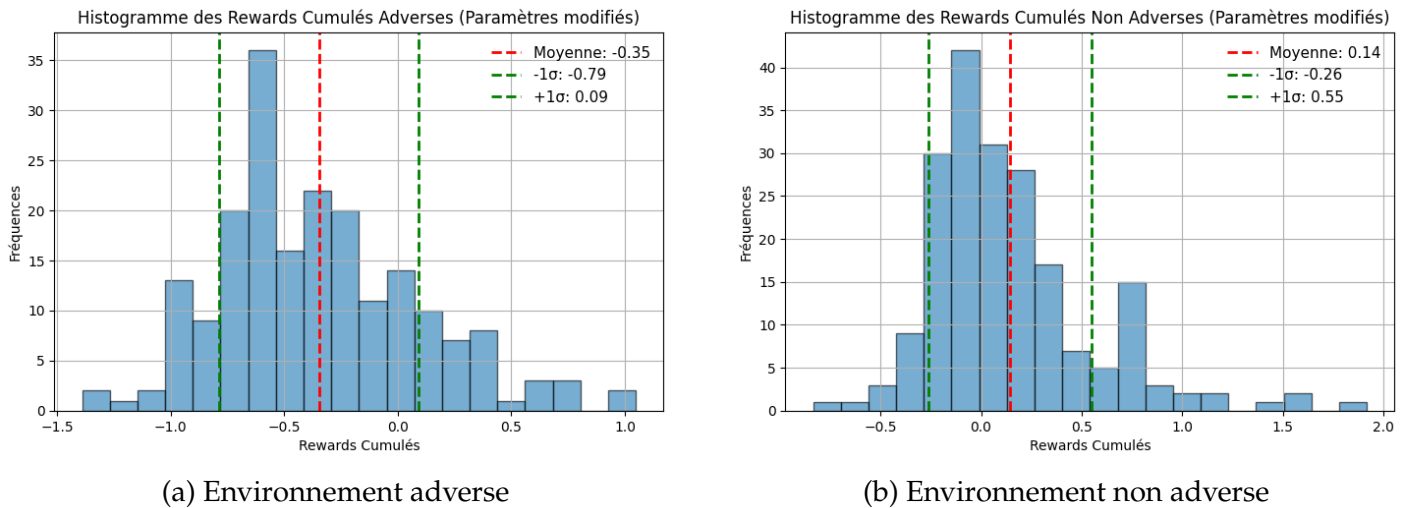 Histogramme des Rewards Cumulés Adverses (Paramètres modifiés)
Moyenne: -0.35
-1σ: -0.79
+1σ: 0.09
Fréquences
35
30
25
20
15
10
5
0
−1.5 −1.0 −0.5 0.0 0.5 1.0
Rewards Cumulés
(a) Environnement adverse
Histogramme des Rewards Cumulés Non Adverses (Paramètres modifiés)
Moyenne: 0.14
-1σ: -0.26
+1σ: 0.55
Fréquences
40
35
30
25
20
15
10
5
0
−0.5 0.0 0.5 1.0 1.5 2.0
Rewards Cumulés
(b) Environnement non adverse